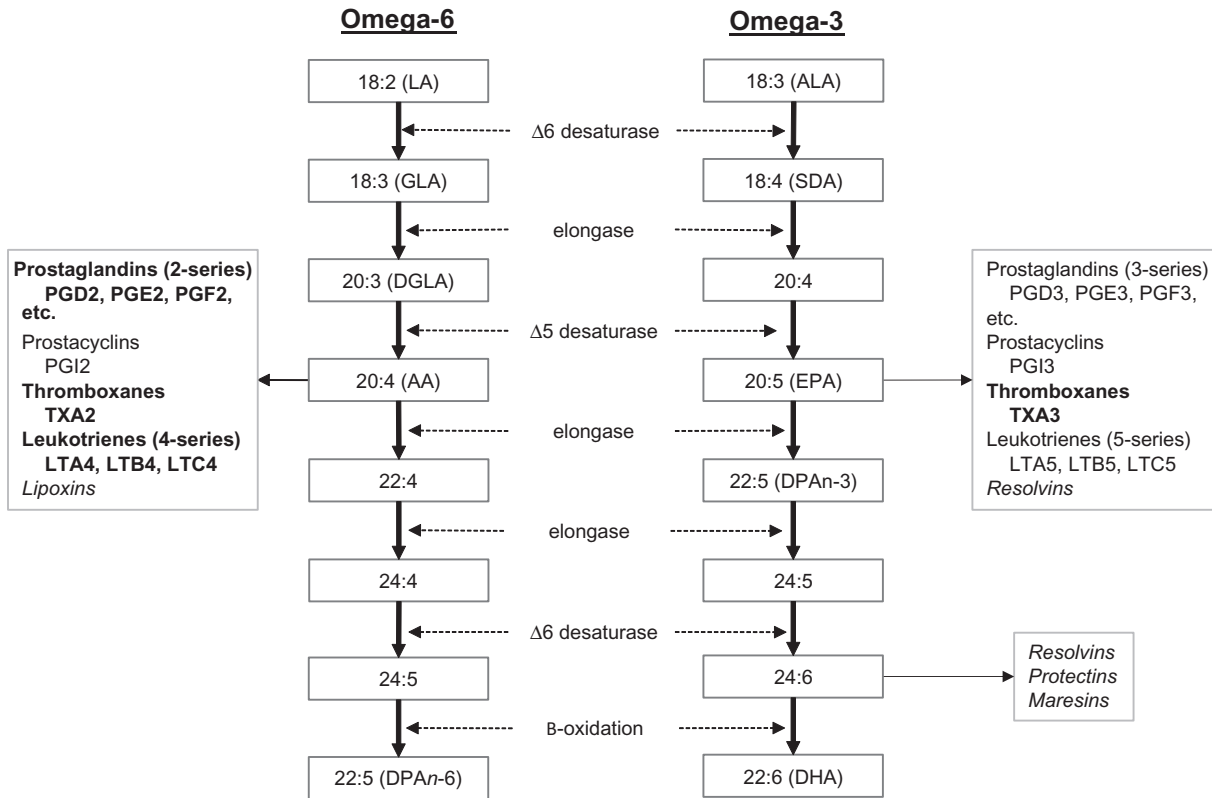 Omega-6
Omega-3
18:2 (LA)
18:3 (ALA)
Δ6 desaturase
18:3 (GLA)
18:4 (SDA)
elongase
20:3 (DGLA)
20:4
Δ5 desaturase
20:4 (AA)
20:5 (EPA)
elongase
22:4
22:5 (DPAn-3)
elongase
24:4
24:5
Δ6 desaturase
24:5
24:6
B-oxidation
22:5 (DPAn-6)
22:6 (DHA)
Prostaglandins (2-series)
PGD2, PGE2, PGF2,
etc.
Prostacyclins
PGI2
Thromboxanes
TXA2
Leukotrienes (4-series)
LTA4, LTB4, LTC4
Lipoxins
Prostaglandins (3-series)
PGD3, PGE3, PGF3,
etc.
Prostacyclins
PGI3
Thromboxanes
TXA3
Leukotrienes (5-series)
LTA5, LTB5, LTC5
Resolvins
Resolvins
Protectins
Maresins